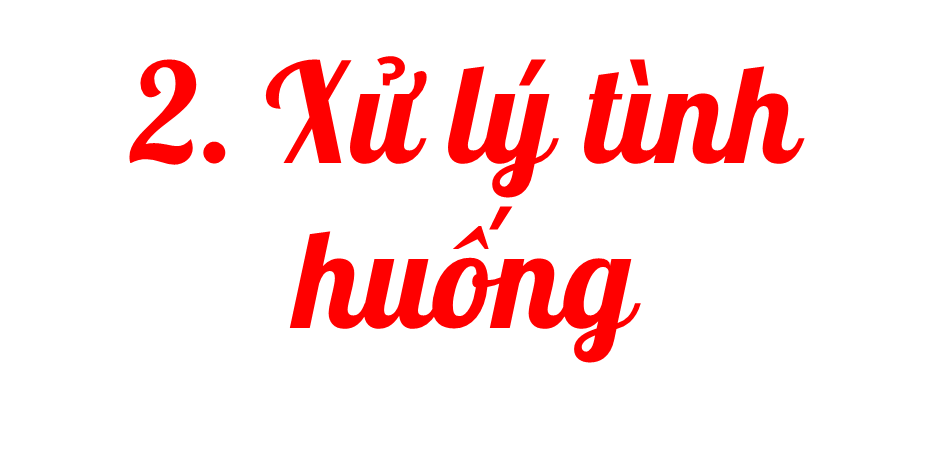 2. Xử lý tình
huống